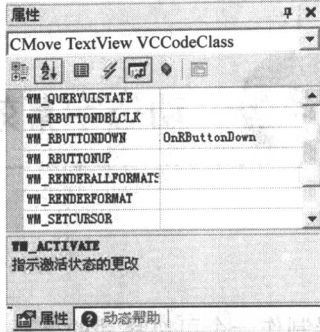 属性
CMove TextView VCCodeClass
WM_QUERYUISTATE
WM_RBUTTONDBLCLK
WM_RBUTTONDOWN OnRButtonDown
WM_RBUTTONUP
WM_RENDERALLFORMATS
WM_RENDERFORMAT
WM_SETCURSOR
WM_ACTIVATE
指示激活状态的更改
属性 动态帮助